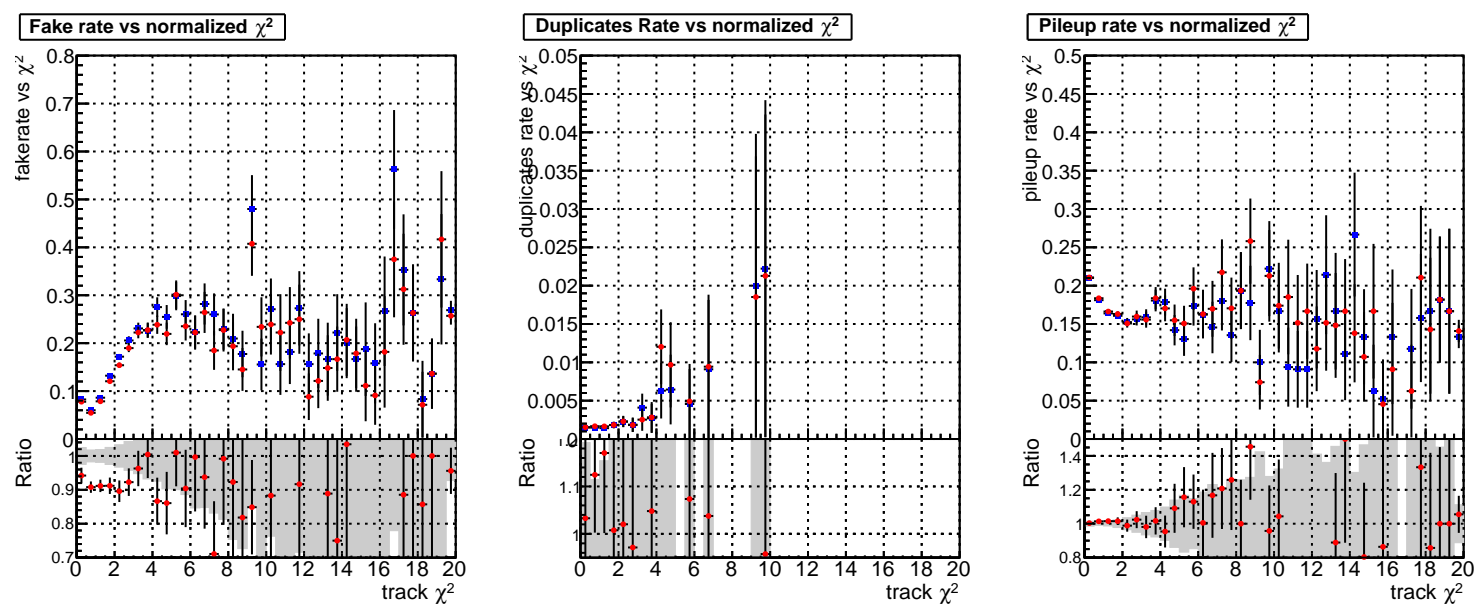 Fake rate vs normalized χ²
fakerate vs χ²
0.8
0.7
0.6
0.5
0.4
0.3
0.2
0.1
0
Ratio
1
0.9
0.8
0.7
0 2 4 6 8 10 12 14 16 18 20
track χ²
Duplicates Rate vs normalized χ²
duplicates rate vs χ²
0.05
0.045
0.04
0.035
0.03
0.025
0.02
0.015
0.01
0.005
0
Ratio
1.1
1
0 2 4 6 8 10 12 14 16 18 20
track χ²
Pileup rate vs normalized χ²
pileup rate vs χ²
0.5
0.45
0.4
0.35
0.3
0.25
0.2
0.15
0.1
0.05
0
Ratio
1.4
1.2
1
0.8
0 2 4 6 8 10 12 14 16 18 20
track χ²